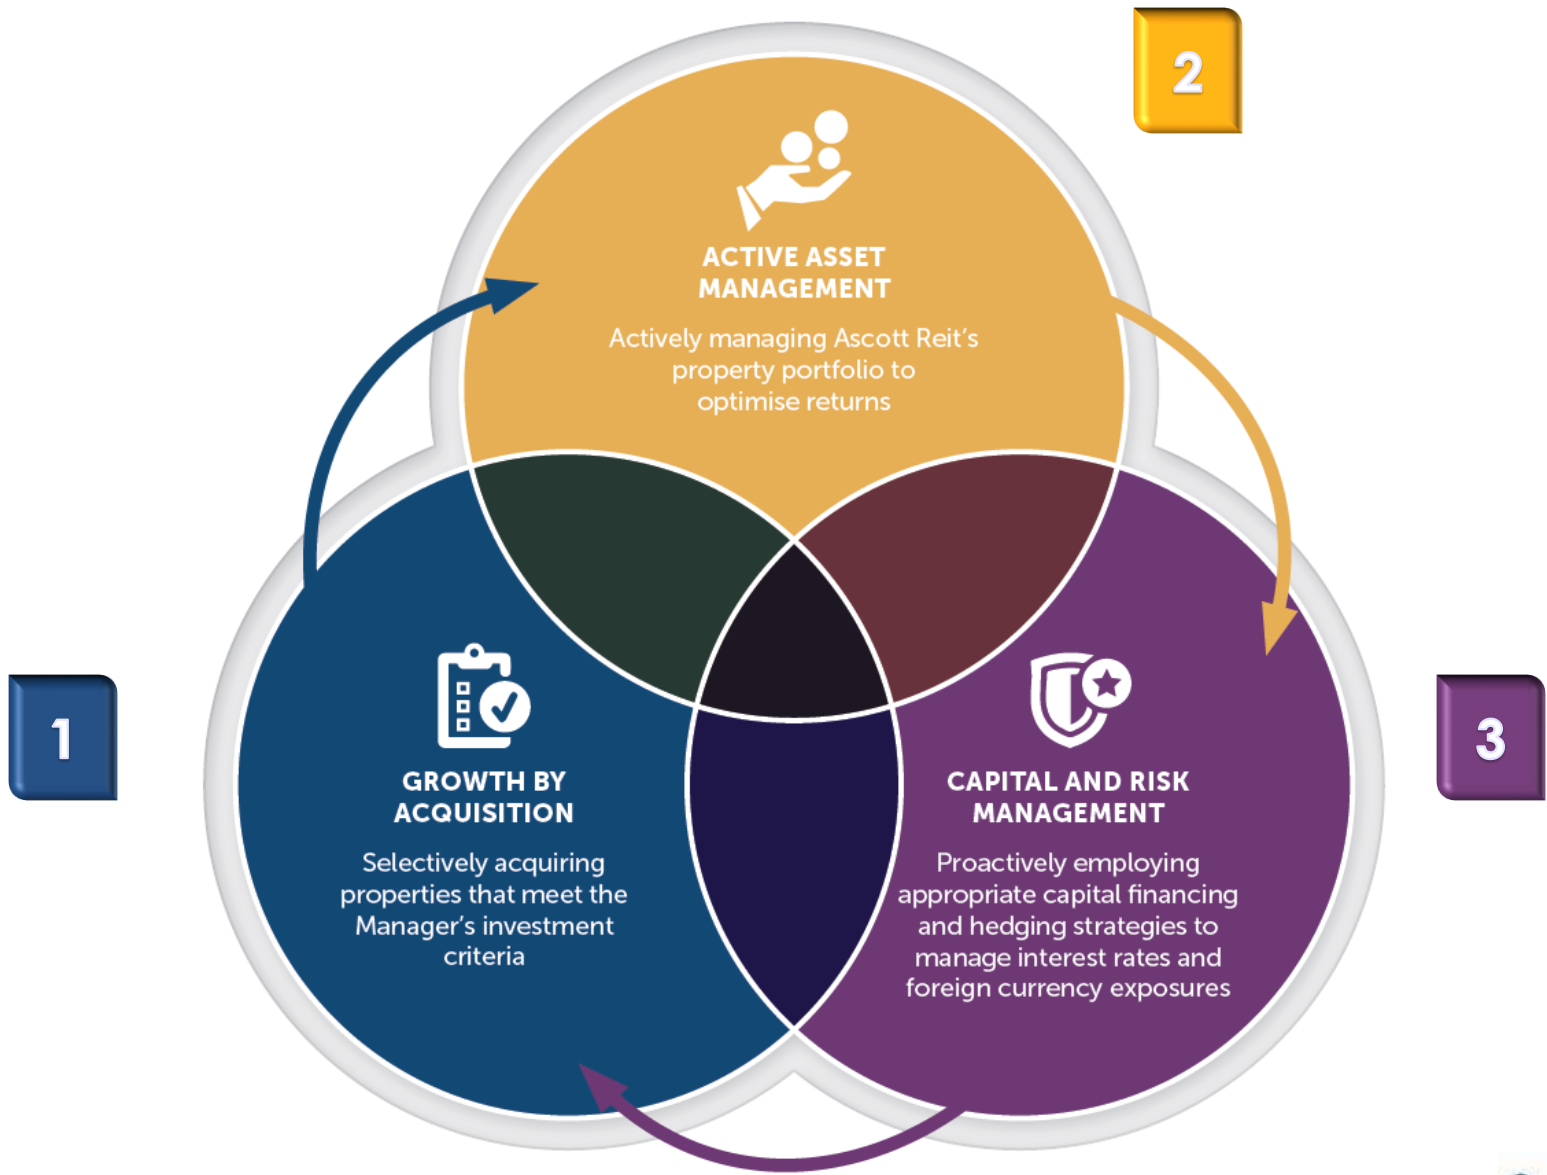 2
ACTIVE ASSET
MANAGEMENT
Actively managing Ascott Reit’s
property portfolio to
optimise returns
1
GROWTH BY
ACQUISITION
Selectively acquiring
properties that meet the
Manager’s investment
criteria
3
CAPITAL AND RISK
MANAGEMENT
Proactively employing
appropriate capital financing
and hedging strategies to
manage interest rates and
foreign currency exposures